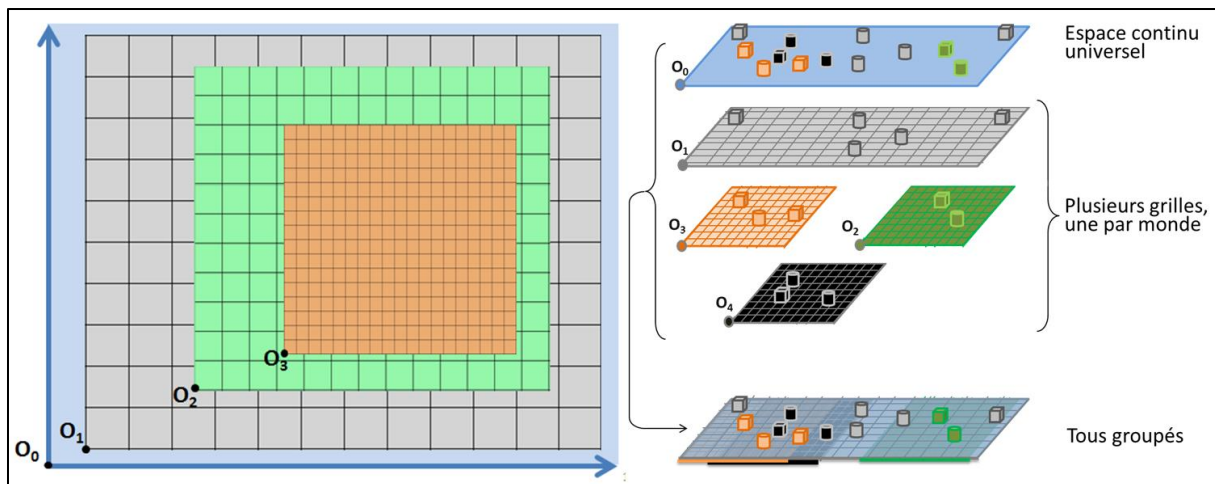 O0
O1
O2
O3
O0
Espace continu
universel
O1
O3
O2
Plusieurs grilles,
une par monde
O4
Tous groupés